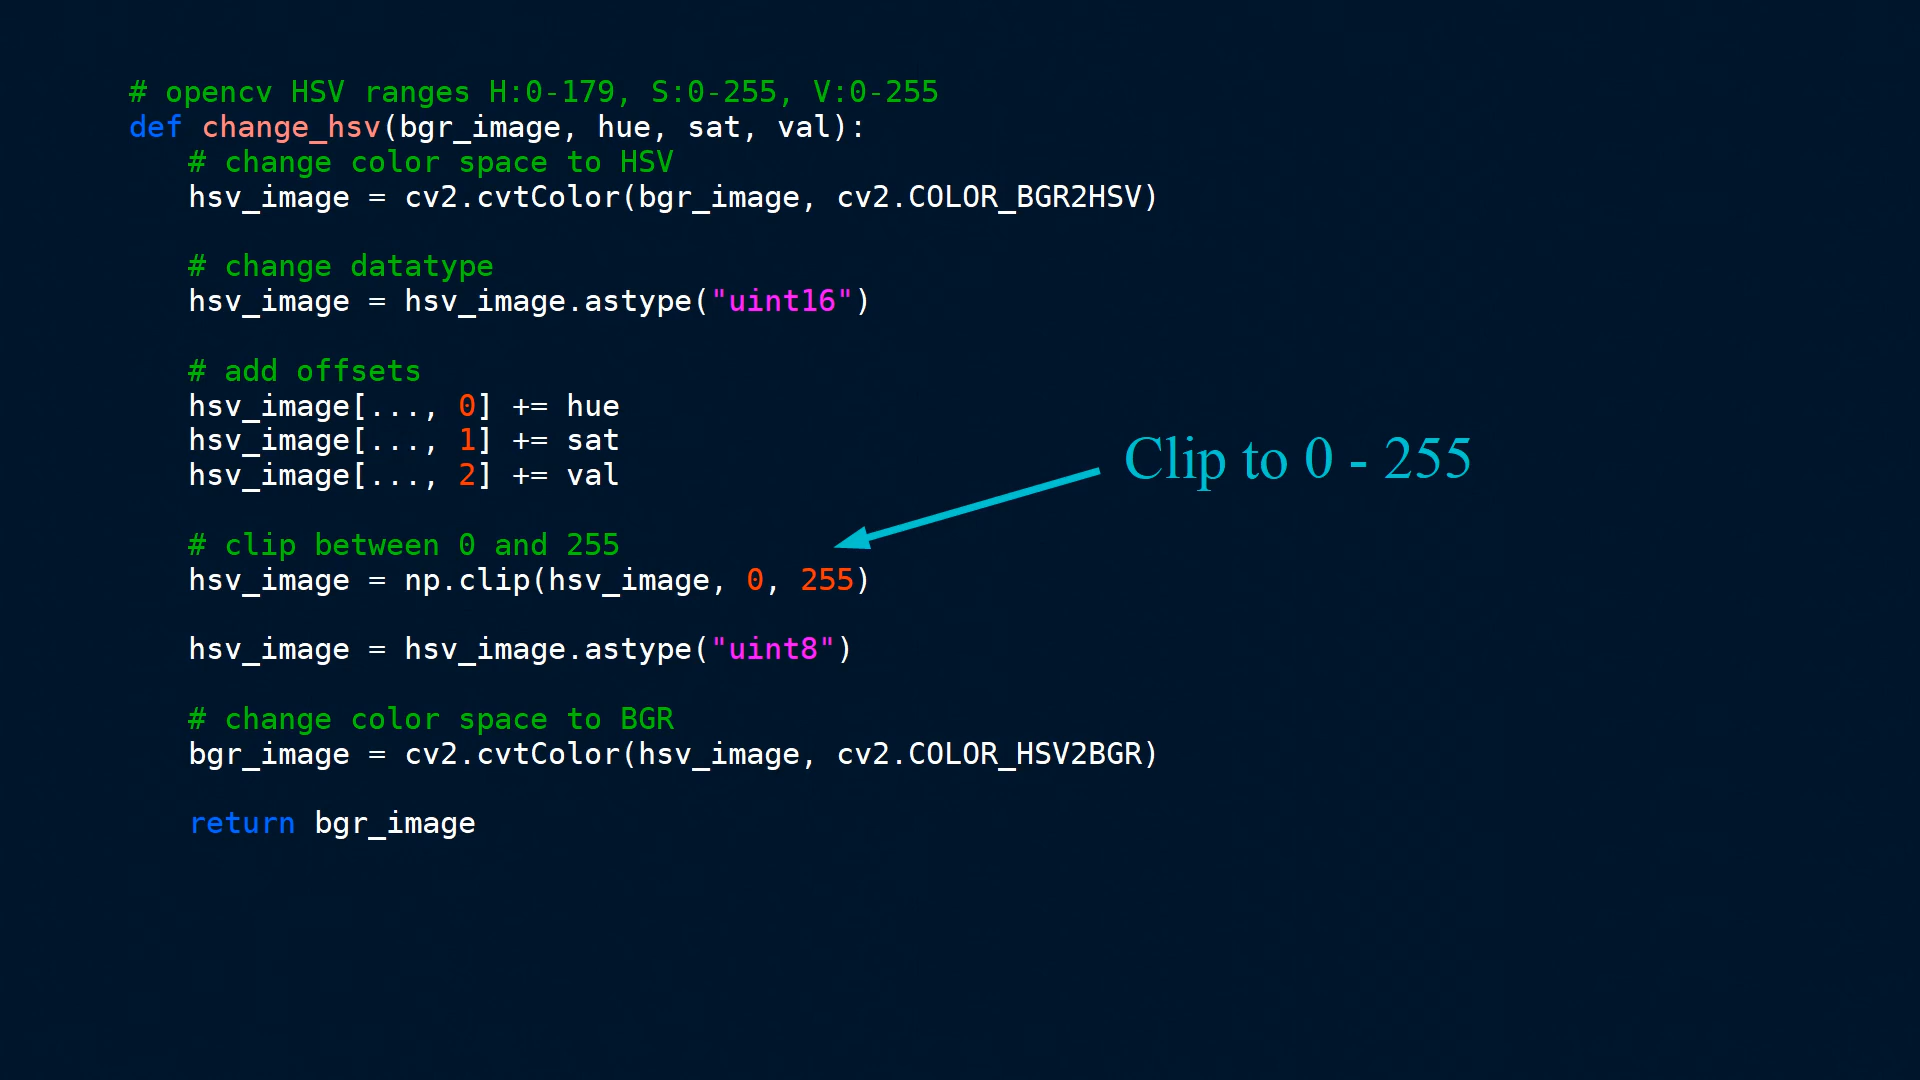 # opencv HSV ranges H:0-179, S:0-255, V:0-255
def change_hsv(bgr_image, hue, sat, val):
# change color space to HSV
hsv_image = cv2.cvtColor(bgr_image, cv2.COLOR_BGR2HSV)
# change datatype
hsv_image = hsv_image.astype("uint16")
# add offsets
hsv_image[..., 0] += hue
hsv_image[..., 1] += sat
hsv_image[..., 2] += val
Clip to 0 - 255
# clip between 0 and 255
hsv_image = np.clip(hsv_image, 0, 255)
hsv_image = hsv_image.astype("uint8")
# change color space to BGR
bgr_image = cv2.cvtColor(hsv_image, cv2.COLOR_HSV2BGR)
return bgr_image